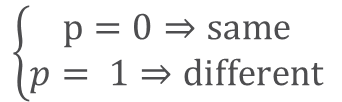 p = 0 ⇒ same
p = 1 ⇒ different